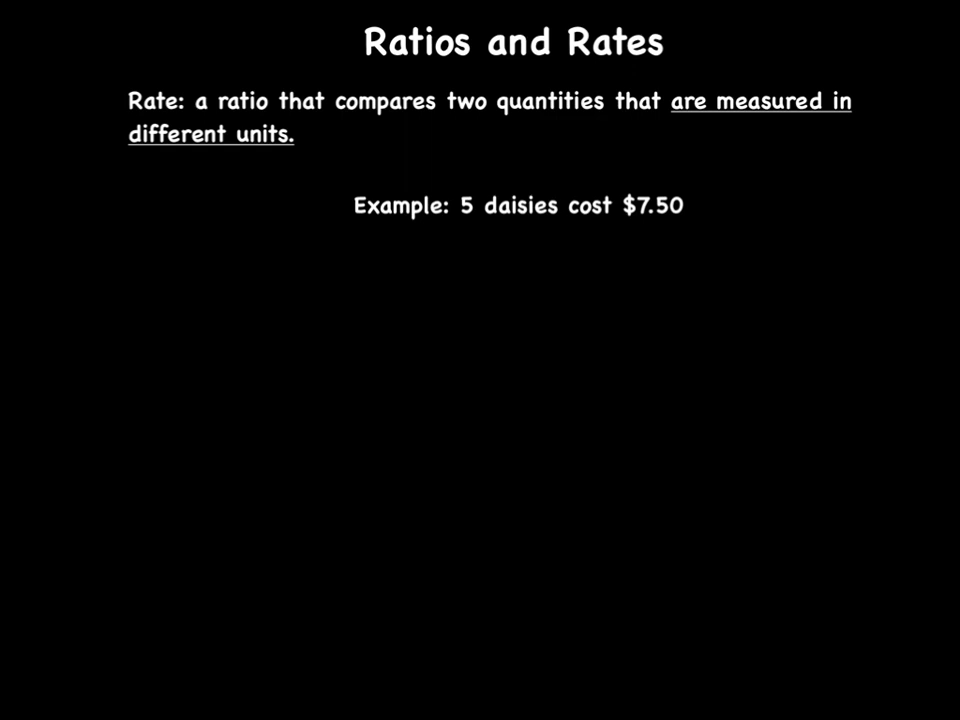 Ratios and Rates
Rate: a ratio that compares two quantities that are measured in
different units.
Example: 5 daisies cost $7.50